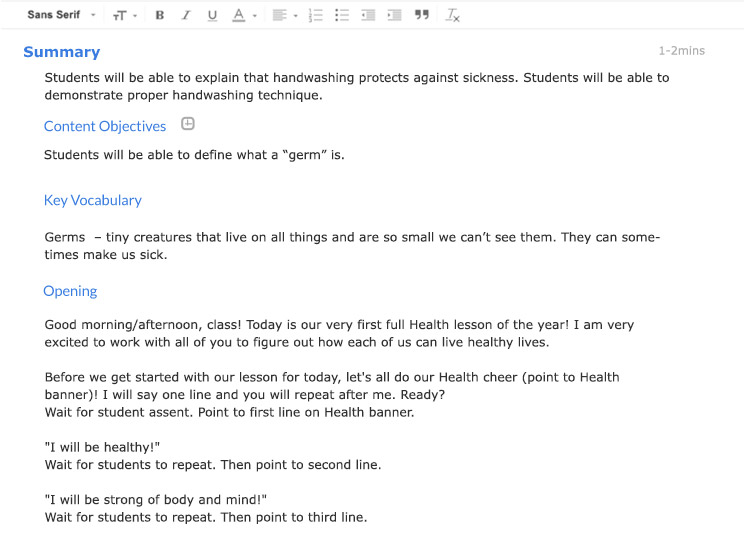 Sans Serif
Summary 1-2mins
Students will be able to explain that handwashing protects against sickness. Students will be able to
demonstrate proper handwashing technique.
Content Objectives
Students will be able to define what a “germ” is.
Key Vocabulary
Germs – tiny creatures that live on all things and are so small we can’t see them. They can some-
times make us sick.
Opening
Good morning/afternoon, class! Today is our very first full Health lesson of the year! I am very
excited to work with all of you to figure out how each of us can live healthy lives.
Before we get started with our lesson for today, let's all do our Health cheer (point to Health
banner)! I will say one line and you will repeat after me. Ready?
Wait for student assent. Point to first line on Health banner.
"I will be healthy!"
Wait for students to repeat. Then point to second line.
"I will be strong of body and mind!"
Wait for students to repeat. Then point to third line.